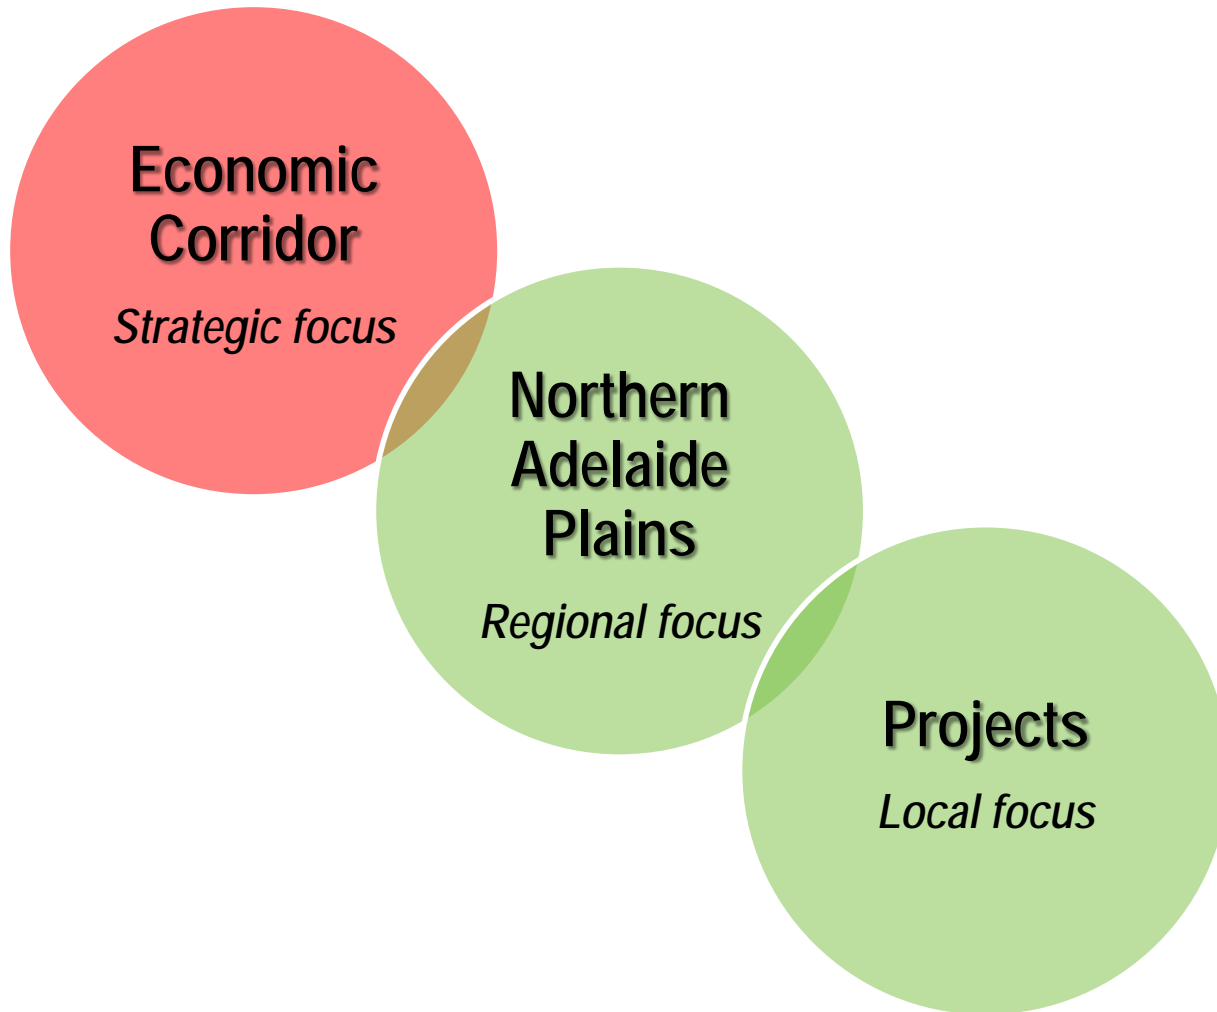 Economic
Corridor
Strategic focus
Northern
Adelaide
Plains
Regional focus
Projects
Local focus